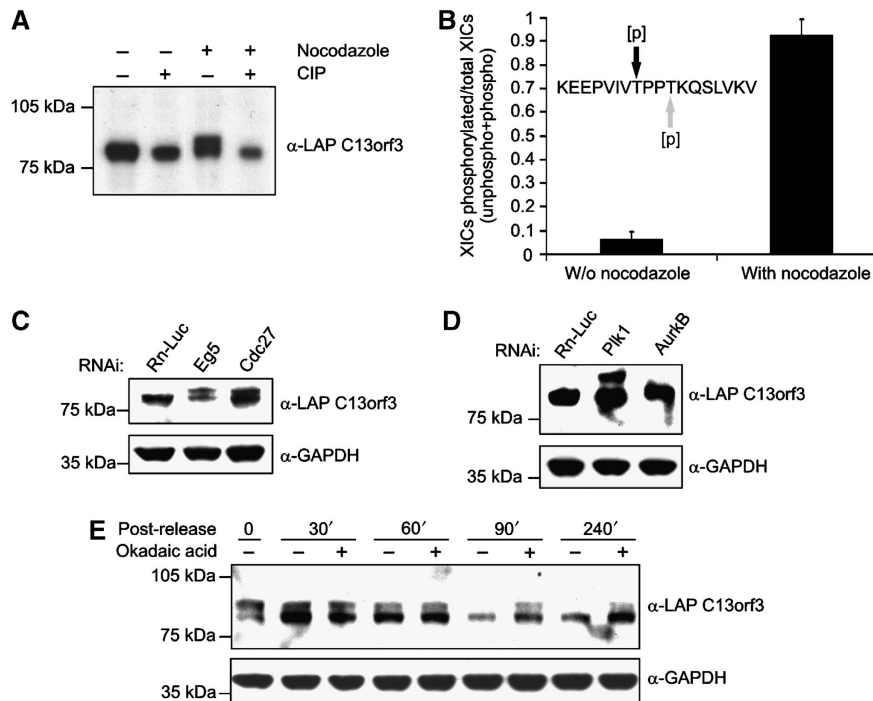 A
– – + + Nocodazole
– + – + CIP
105 kDa
75 kDa
α-LAP C13orf3
B
XICs phosphorylated/total XICs
(unphospho+phospho)
1
0.9
0.8
0.7
0.6
0.5
0.4
0.3
0.2
0.1
0
[p]
KEEPVIVTPPTKQSLVKV
[p]
W/o nocodazole With nocodazole
C
RNAi: Rn-Luc Eg5 Cdc27
75 kDa
α-LAP C13orf3
35 kDa
α-GAPDH
D
RNAi: Rn-Luc Plk1 AurkB
α-LAP C13orf3
75 kDa
α-GAPDH
35 kDa
E
Post-release 0 30′ 60′ 90′ 240′
Okadaic acid – – + – + – + – +
105 kDa
α-LAP C13orf3
75 kDa
α-GAPDH
35 kDa